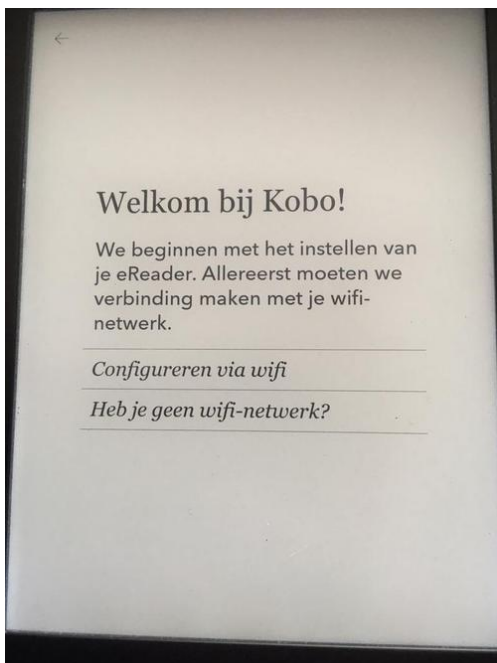 Welkom bij Kobo!
We beginnen met het instellen van
je eReader. Allereerst moeten we
verbinding maken met je wifi-
netwerk.
Configureren via wifi
Heb je geen wifi-netwerk?